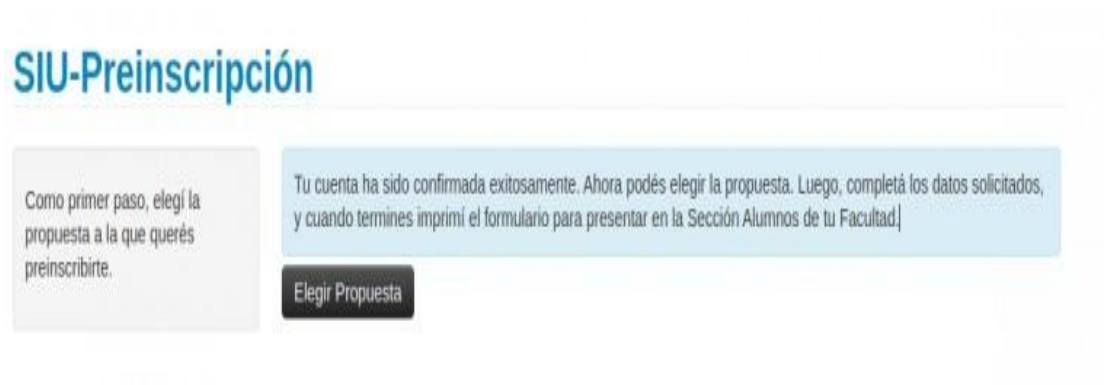 SIU-Preinscripción
Como primer paso, elegí la
propuesta a la que querés
preinscribirte.
Tu cuenta ha sido confirmada exitosamente. Ahora podés elegir la propuesta. Luego, completá los datos solicitados,
y cuando termines imprimí el formulario para presentar en la Sección Alumnos de tu Facultad.
Elegir Propuesta